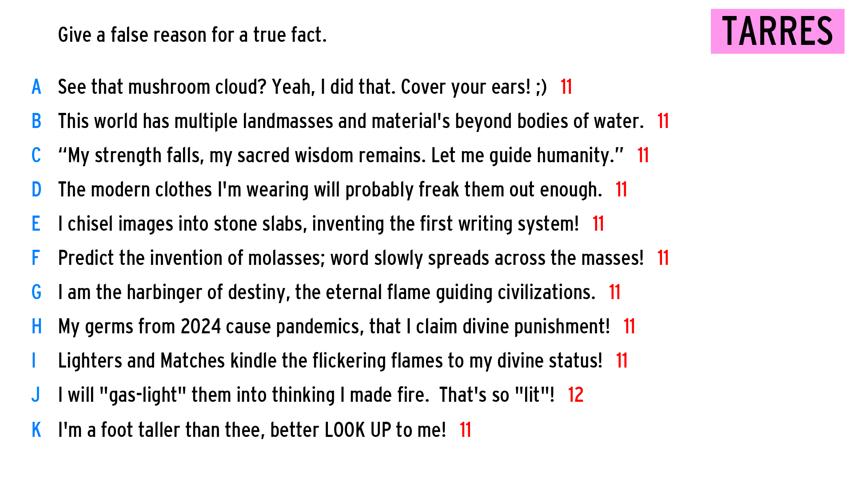 Give a false reason for a true fact.
TARRES
A See that mushroom cloud? Yeah, I did that. Cover your ears! ;) 11
B This world has multiple landmasses and material's beyond bodies of water. 11
C “My strength falls, my sacred wisdom remains. Let me guide humanity.” 11
D The modern clothes I'm wearing will probably freak them out enough. 11
E I chisel images into stone slabs, inventing the first writing system! 11
F Predict the invention of molasses; word slowly spreads across the masses! 11
G I am the harbinger of destiny, the eternal flame guiding civilizations. 11
H My germs from 2024 cause pandemics, that I claim divine punishment! 11
I Lighters and Matches kindle the flickering flames to my divine status! 11
J I will "gas-light" them into thinking I made fire.  That's so "lit"! 12
K I'm a foot taller than thee, better LOOK UP to me! 11